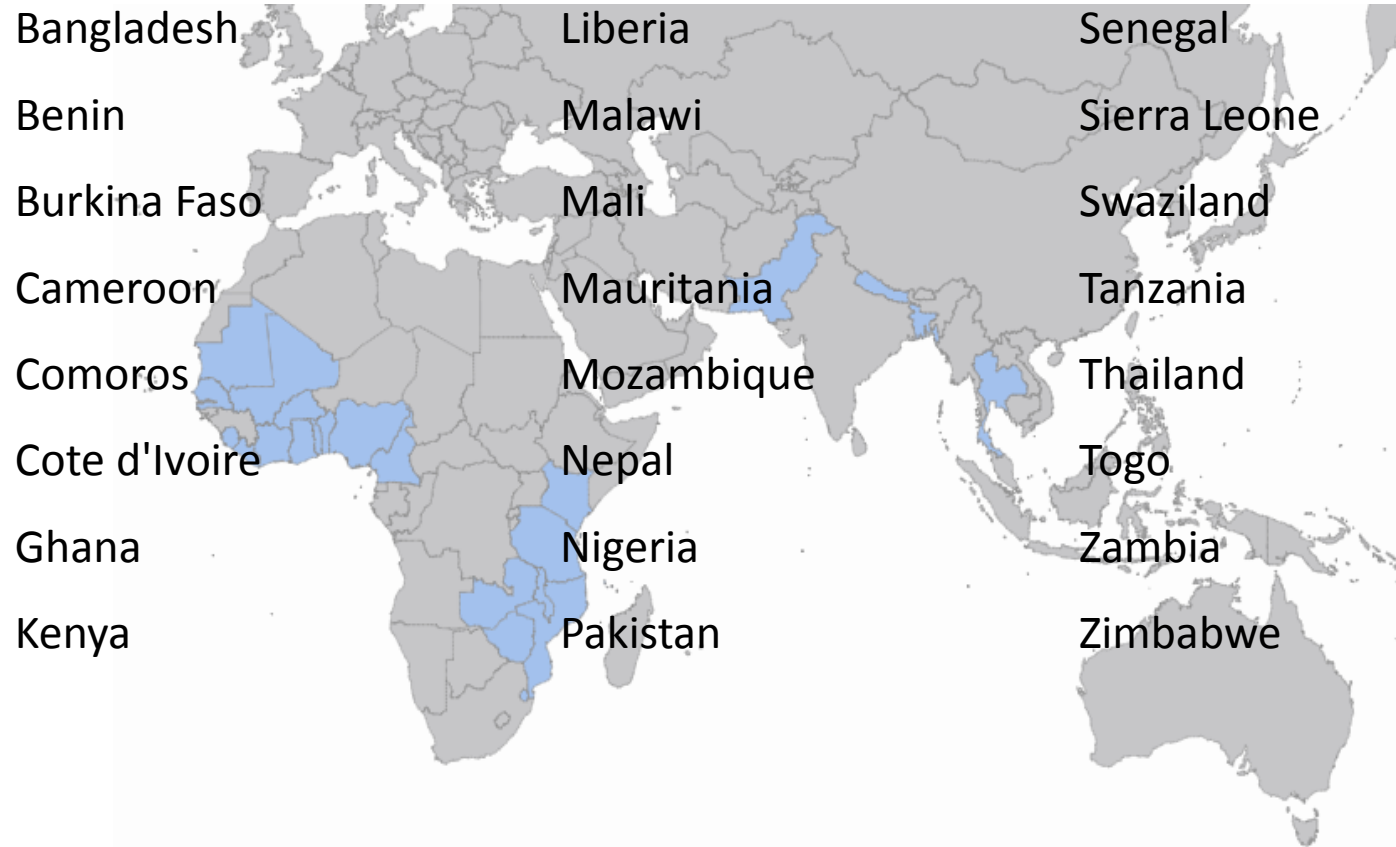 Bangladesh
Benin
Burkina Faso
Cameroon
Comoros
Cote d'Ivoire
Ghana
Kenya
Liberia
Malawi
Mali
Mauritania
Mozambique
Nepal
Nigeria
Pakistan
Senegal
Sierra Leone
Swaziland
Tanzania
Thailand
Togo
Zambia
Zimbabwe